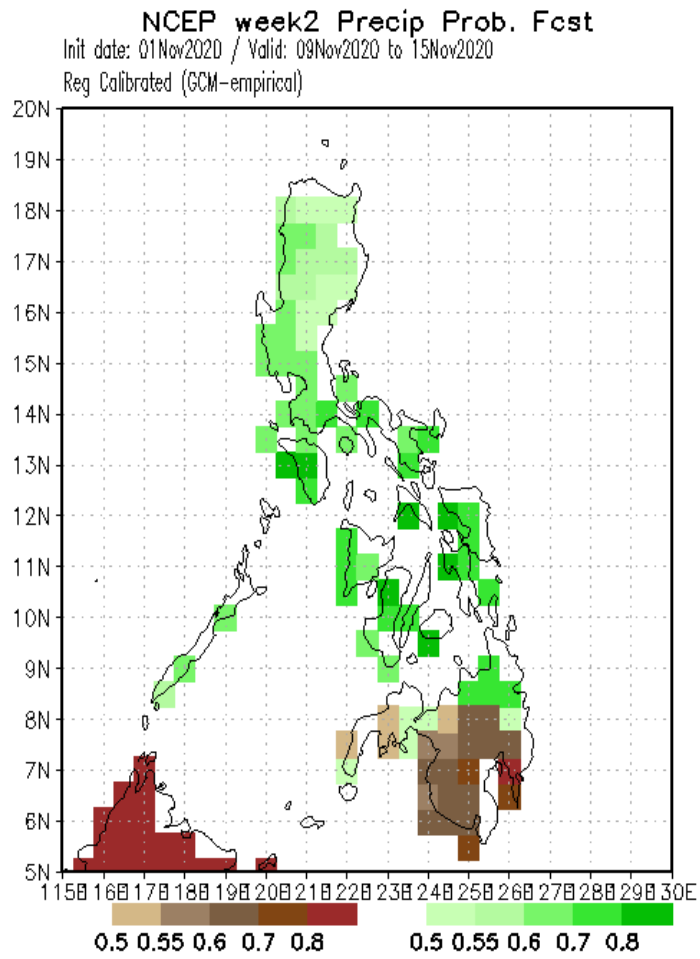 NCEP week2 Precip Prob. Fcst
Init date: 01Nov2020 / Valid: 09Nov2020 to 15Nov2020
Reg Calibrated (GCM-empirical)
20N
19N
18N
17N
16N
15N
14N
13N
12N
11N
10N
9N
8N
7N
6N
5N
115E 116E 117E 118E 119E 120E 121E 122E 123E 124E 125E 126E 127E 128E 129E 130E
0.5 0.55 0.6 0.7 0.8 0.5 0.55 0.6 0.7 0.8